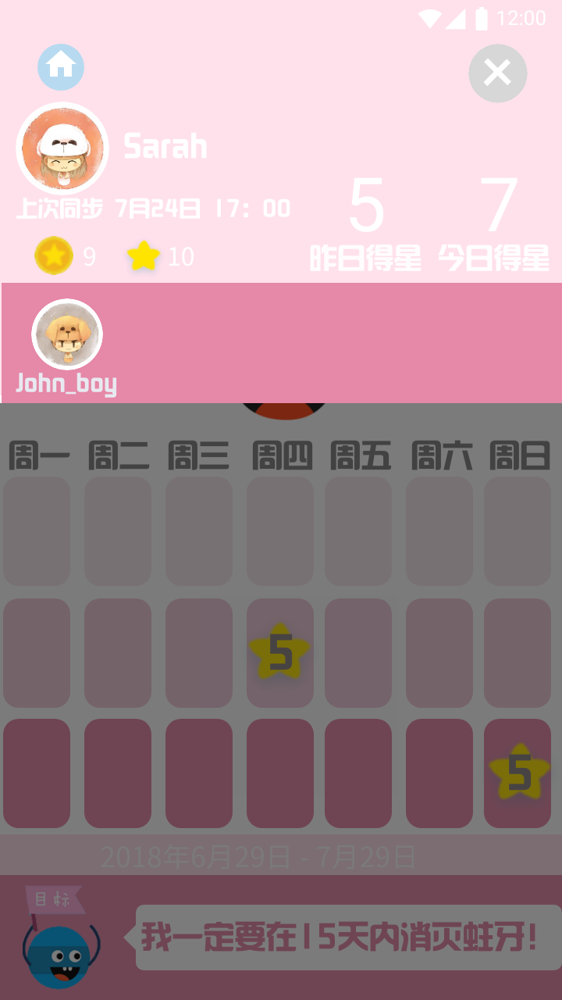 12:00
Sarah
上次同步 7月24日 17：00
5 7
9 10
昨日得星 今日得星
John_boy
周一 周二 周三 周四 周五 周六 周日
5
5
2018年6月29日 - 7月29日
目标
我一定要在15天内消灭蛀牙！